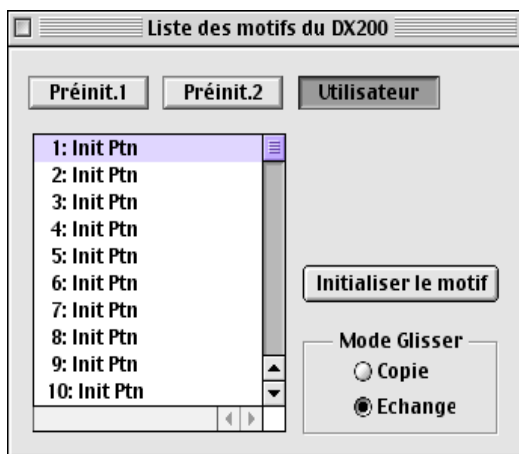 Liste des motifs du DX200
Préinit.1 Préinit.2 Utilisateur
1: Init Ptn
2: Init Ptn
3: Init Ptn
4: Init Ptn
5: Init Ptn
6: Init Ptn
7: Init Ptn
8: Init Ptn
9: Init Ptn
10: Init Ptn
Initialiser le motif
Mode Glisser
Copie
Echange